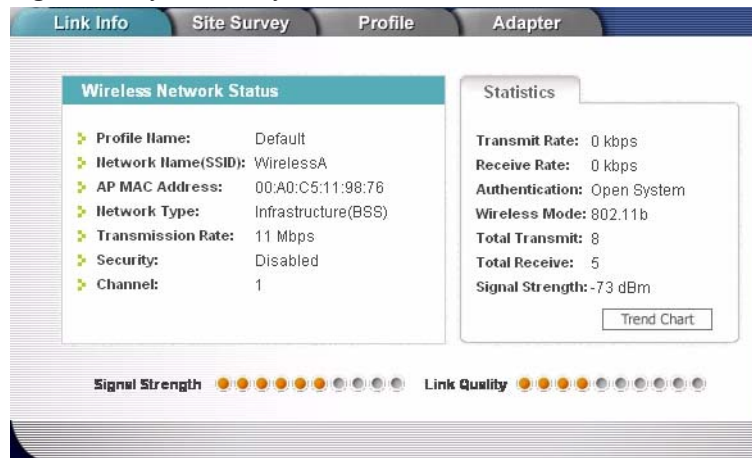 Link Info Site Survey Profile Adapter
Wireless Network Status
Profile Name: Default
Network Name(SSID): WirelessA
AP MAC Address: 00:A0:C5:11:98:76
Network Type: Infrastructure(BSS)
Transmission Rate: 11 Mbps
Security: Disabled
Channel: 1
Statistics
Transmit Rate: 0 kbps
Receive Rate: 0 kbps
Authentication: Open System
Wireless Mode: 802.11b
Total Transmit: 8
Total Receive: 5
Signal Strength: -73 dBm
Trend Chart
Signal Strength Link Quality